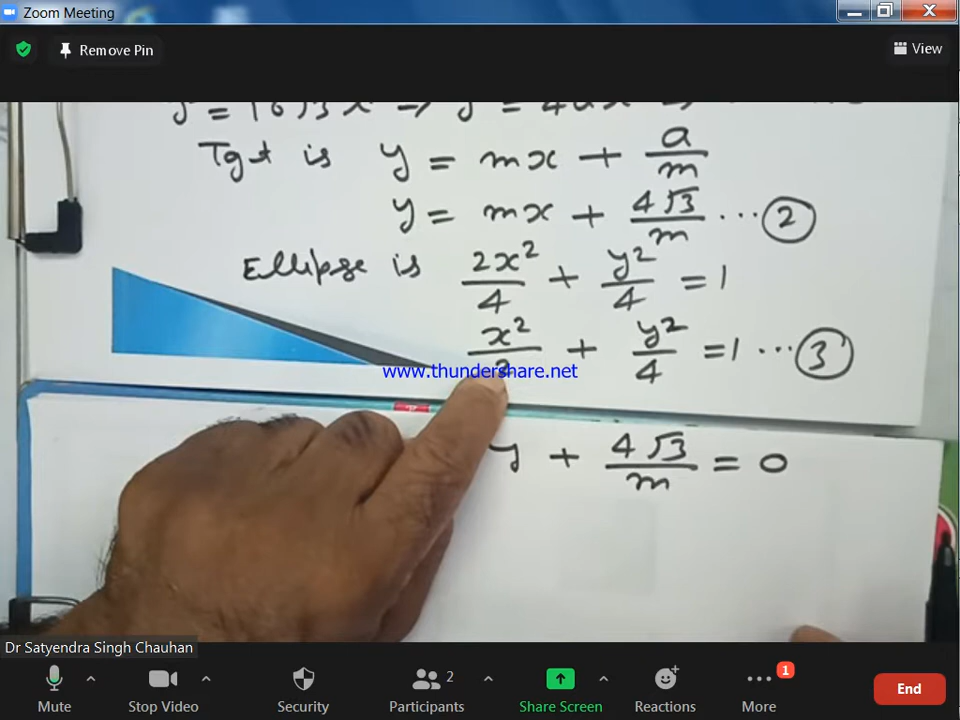 Zoom Meeting
Remove Pin
View
Tgt is y = mx + a/m
y = mx + 4√3/m ... ②
Ellipse is 2x²/4 + y²/4 = 1
x²/2 + y²/4 = 1 ... ③
www.thundershare.net
y + 4√3/m = 0
Dr Satyendra Singh Chauhan
Mute
Stop Video
Security
2
Participants
Share Screen
Reactions
1
More
End